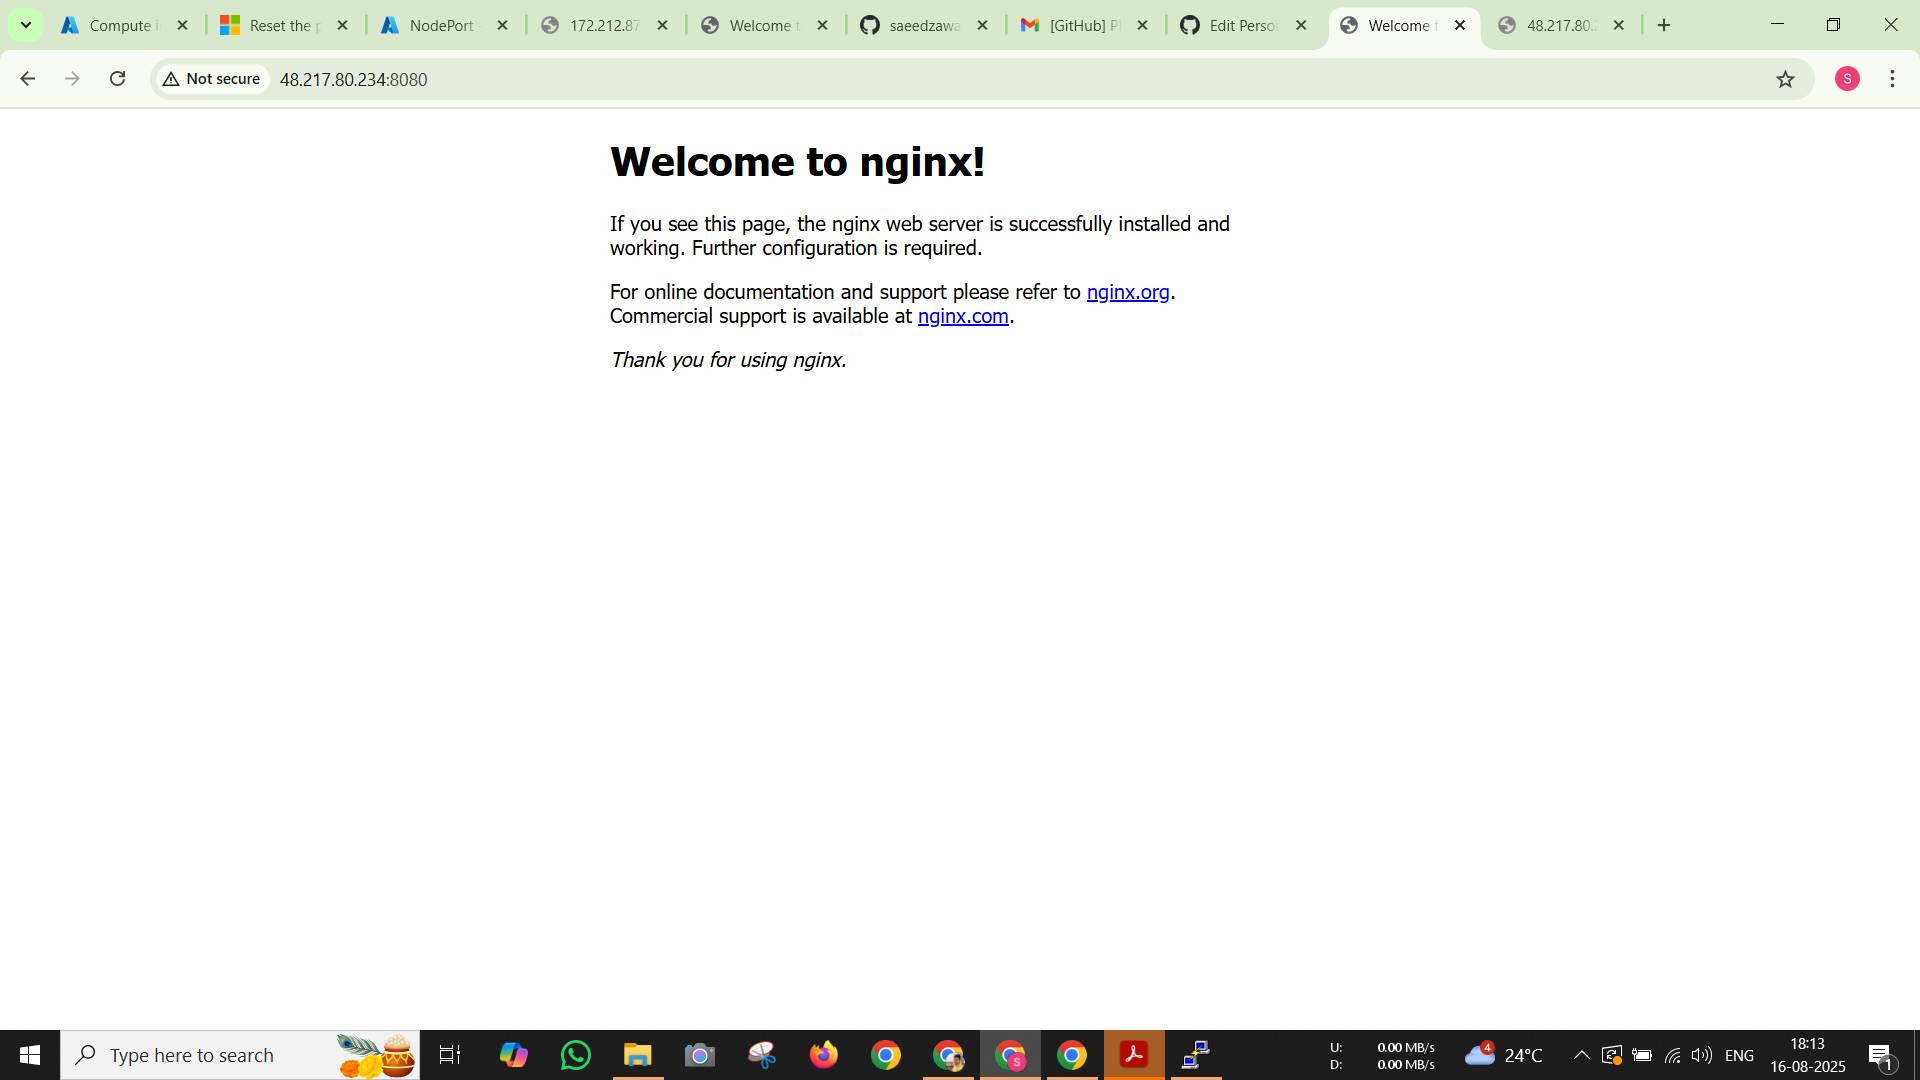 Compute i
Reset the p
NodePort -
172.212.87
Welcome t
saeedzawa
[GitHub] Pl
Edit Person
Welcome t
48.217.80.2
Not secure
48.217.80.234:8080
S
Welcome to nginx!
If you see this page, the nginx web server is successfully installed and
working. Further configuration is required.
For online documentation and support please refer to nginx.org.
Commercial support is available at nginx.com.
Thank you for using nginx.
Type here to search
S
U: 0.00 MB/s
D: 0.00 MB/s
4
24°C
ENG
18:13
16-08-2025
1